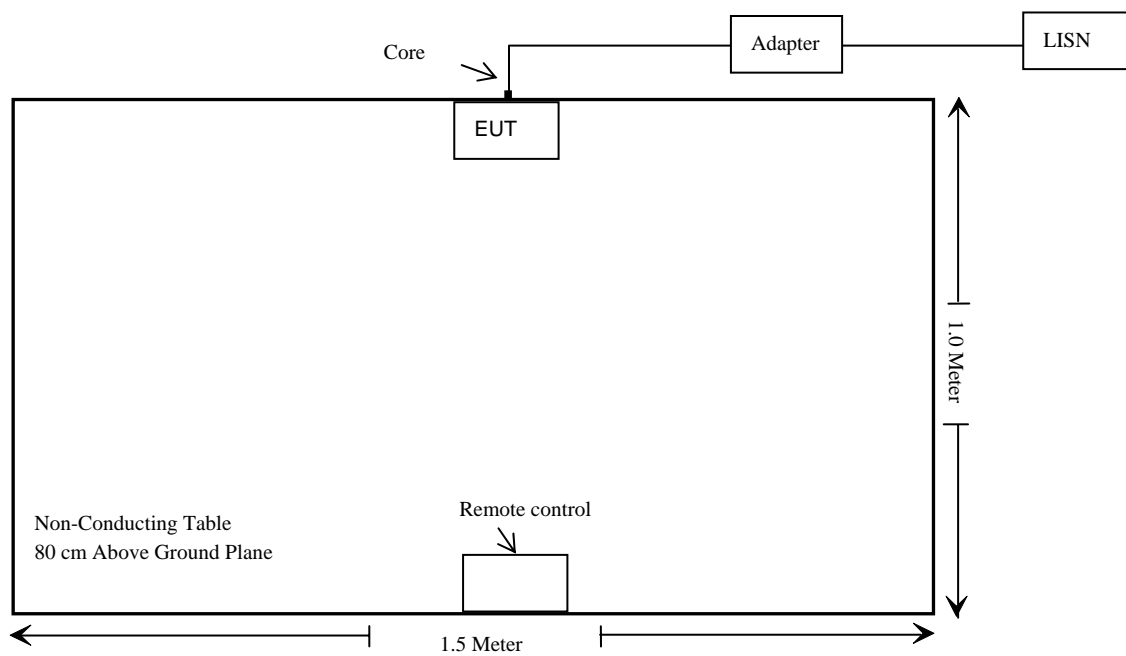 Core
Adapter
LISN
EUT
1.0 Meter
Remote control
Non-Conducting Table
80 cm Above Ground Plane
1.5 Meter